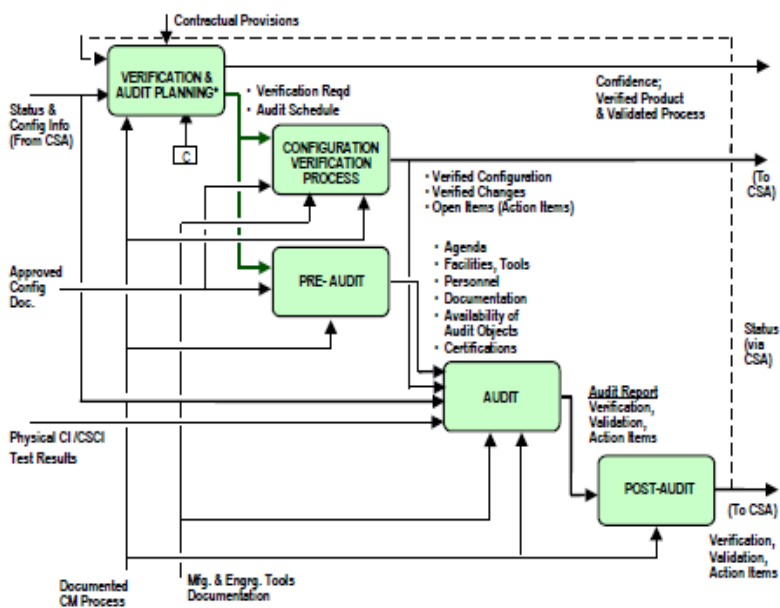 Contractual Provisions
VERIFICATION &
AUDIT PLANNING*
• Verification Reqd
• Audit Schedule
Confidence;
Verified Product
& Validated Process
Status &
Config Info
(From CSA)
C
CONFIGURATION
VERIFICATION
PROCESS
• Verified Configuration
• Verified Changes
• Open Items (Action Items)
(To
CSA)
Approved
Config
Doc.
PRE- AUDIT
• Agenda
• Facilities, Tools
• Personnel
• Documentation
• Availability of
Audit Objects
• Certifications
Status
(via
CSA)
AUDIT
Audit Report
Verification,
Validation,
Action Items
Physical CI /CSCI
Test Results
POST-AUDIT
(To CSA)
Verification,
Validation,
Action Items
Documented
CM Process
Mfg. & Engrg. Tools
Documentation